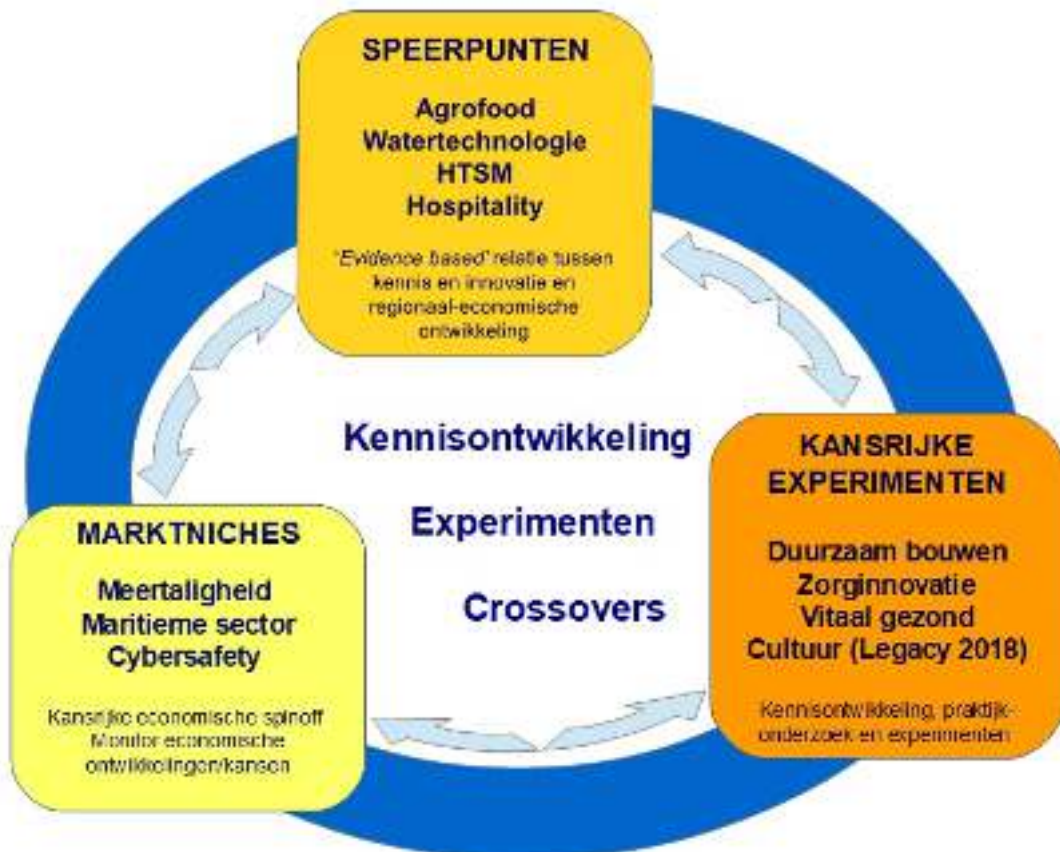 SPEERPUNTEN
Agrofood
Watertechnologie
HTSM
Hospitality
"Evidence based" relatie tussen
kennis en innovatie en
regionaal-economische
ontwikkeling
Kennisontwikkeling
Experimenten
Crossovers
KANSRIJKE
EXPERIMENTEN
Duurzaam bouwen
Zorginnovatie
Vitaal gezond
Cultuur (Legacy 2018)
Kennisontwikkeling, praktijk-
onderzoek en experimenten
MARKTNICHES
Meertaligheid
Maritieme sector
Cybersafety
Kansrijke economische spinoff
Monitor economische
ontwikkelingen/kansen